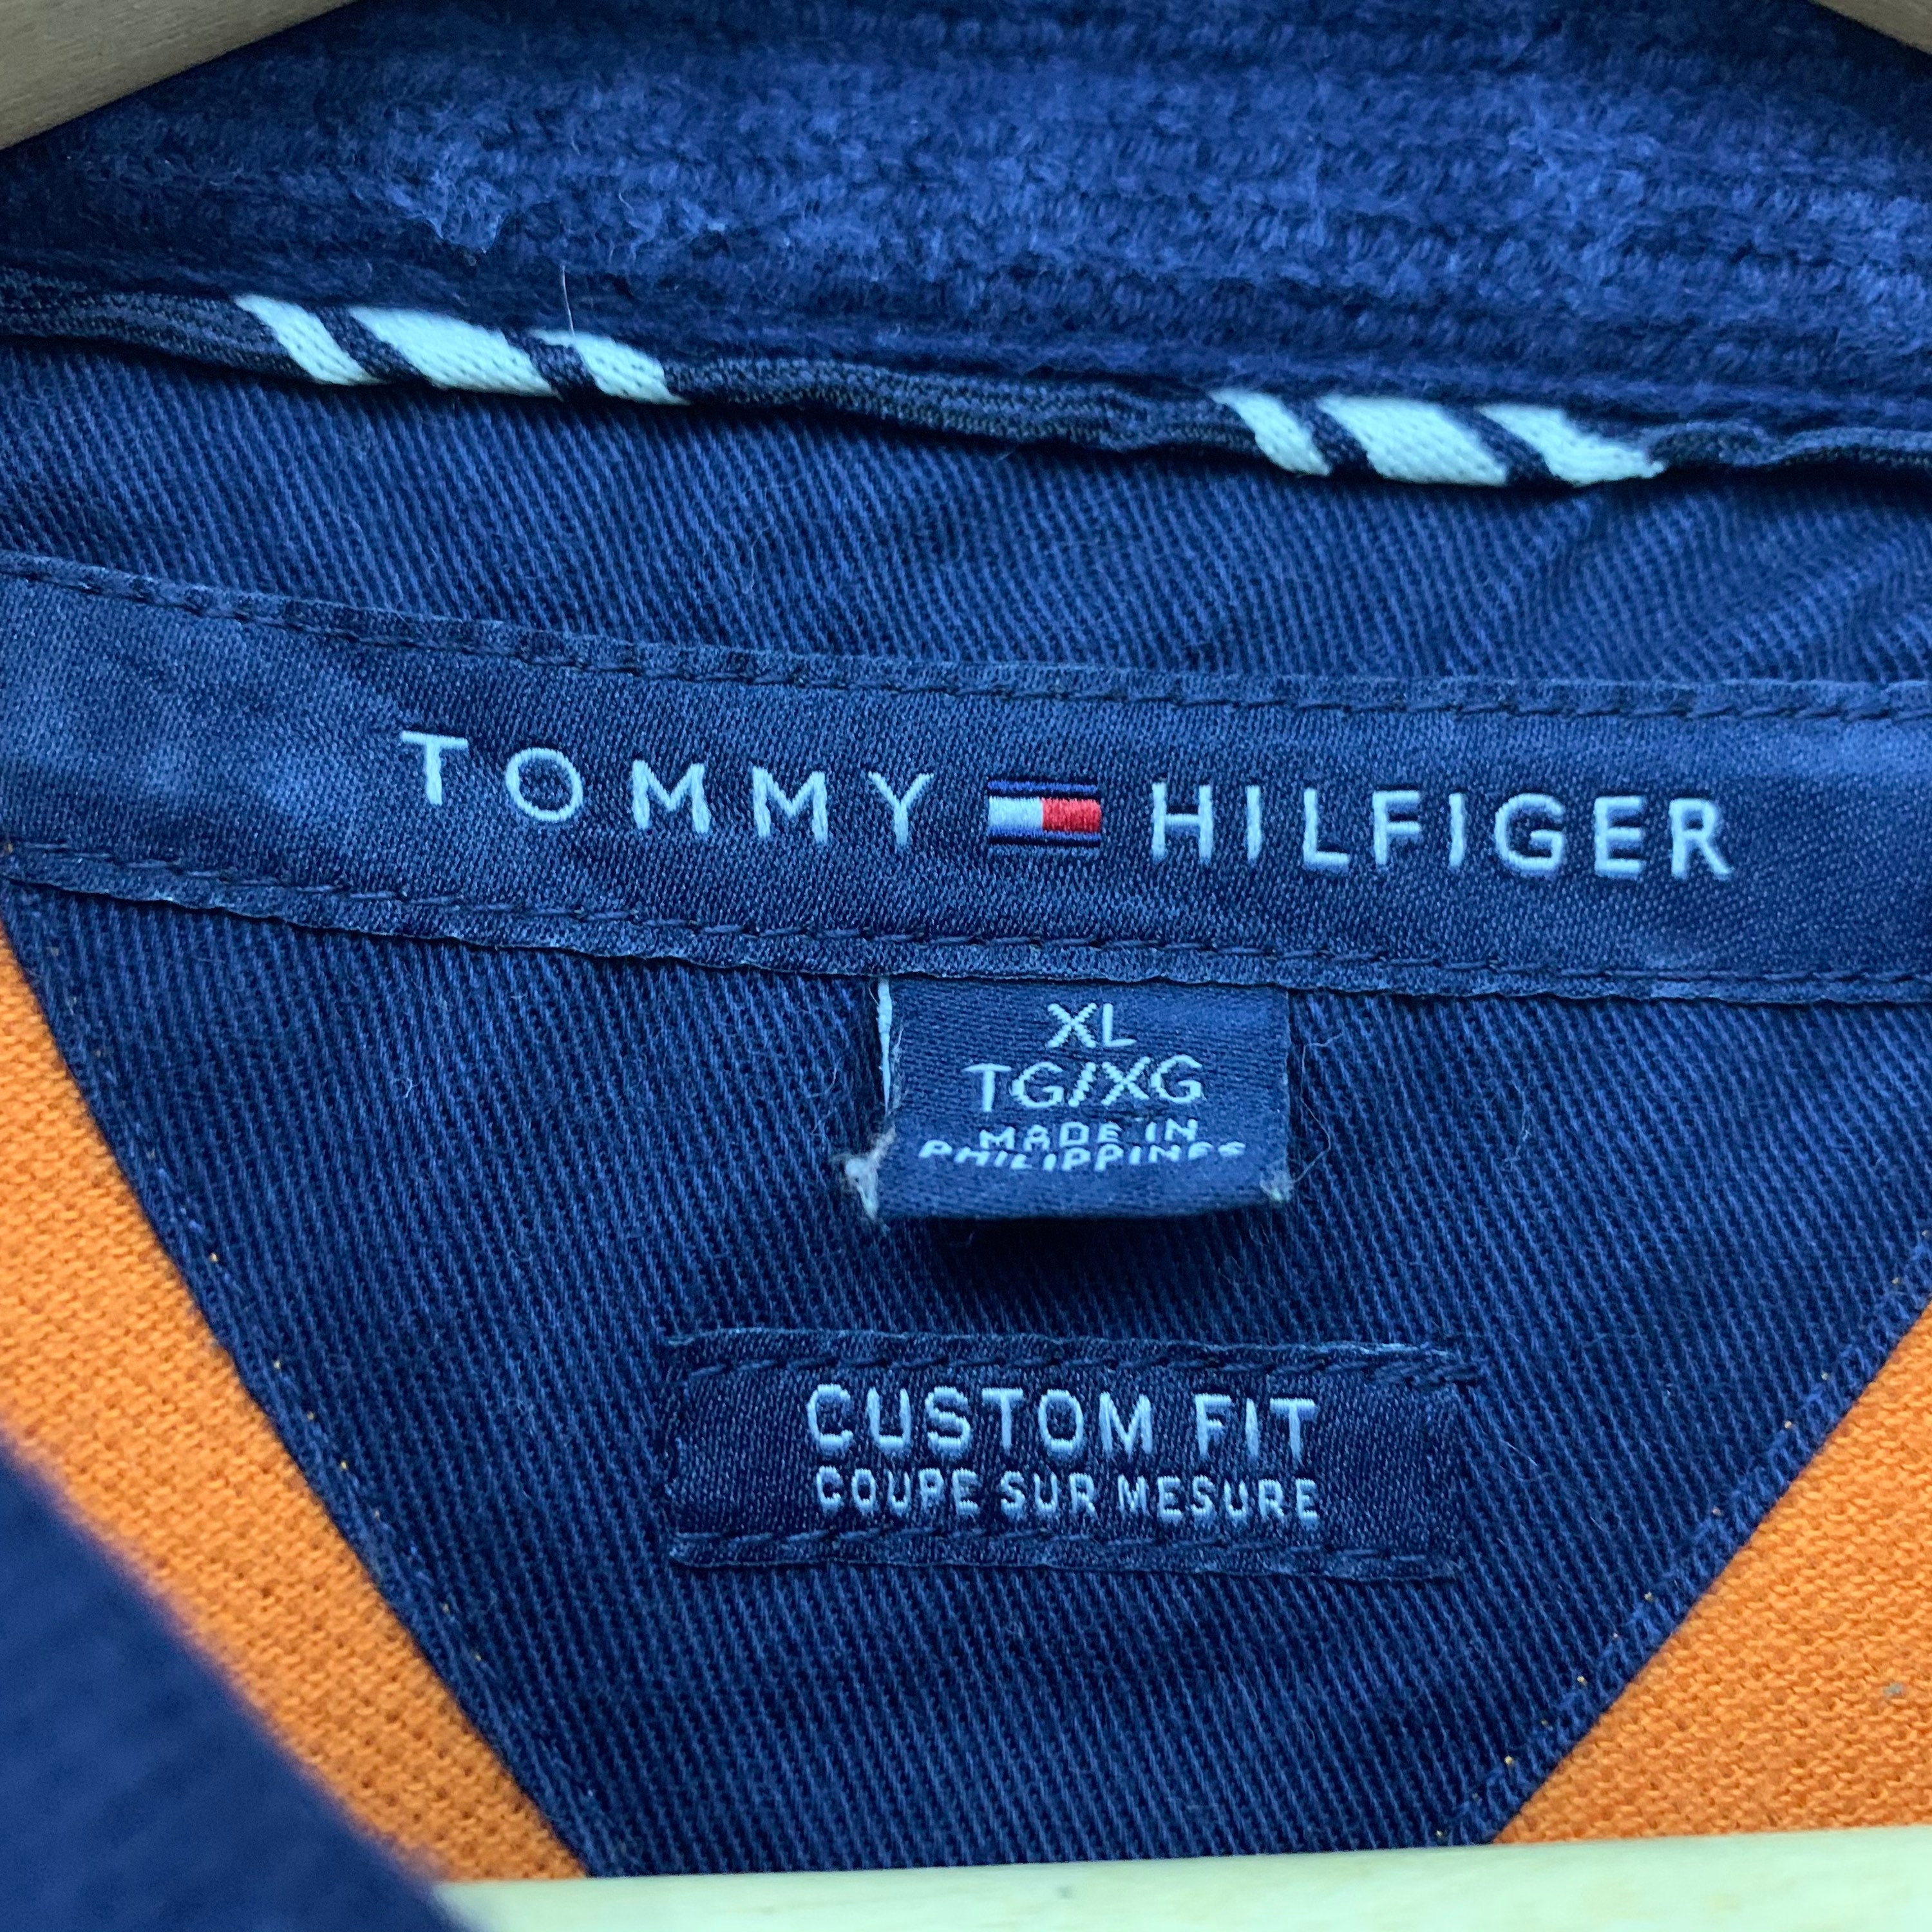 TOMMY HILFIGER
XL
TG/XG
MADE IN
PHILIPPINES
CUSTOM FIT
COUPE SUR MESURE